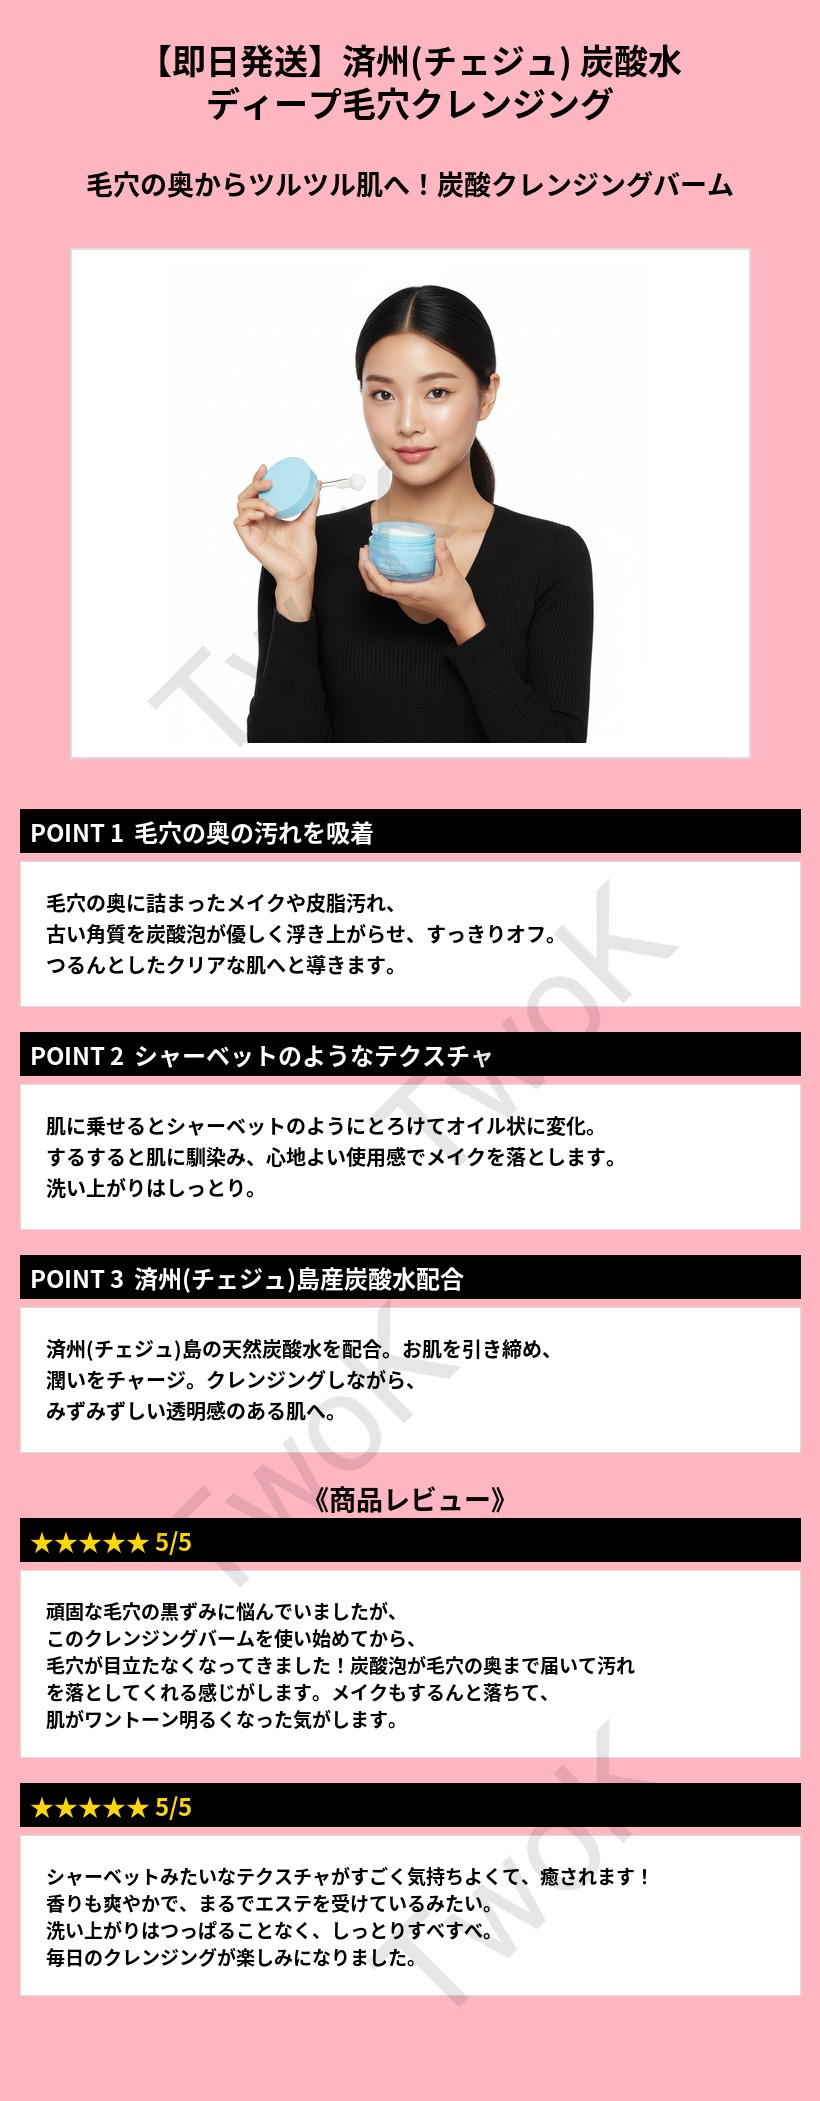 【即日発送】済州(チェジュ) 炭酸水
ディープ毛穴クレンジング
毛穴の奥からツルツル肌へ！炭酸クレンジングバーム
TwoK
POINT 1 毛穴の奥の汚れを吸着
毛穴の奥に詰まったメイクや皮脂汚れ、
古い角質を炭酸泡が優しく浮き上がらせ、すっきりオフ。
つるんとしたクリアな肌へと導きます。
TwoK
POINT 2 シャーベットのようなテクスチャ
肌に乗せるとシャーベットのようにとろけてオイル状に変化。
するすると肌に馴染み、心地よい使用感でメイクを落とします。
洗い上がりはしっとり。
POINT 3 済州(チェジュ)島産炭酸水配合
済州(チェジュ)島の天然炭酸水を配合。お肌を引き締め、
潤いをチャージ。クレンジングしながら、
みずみずしい透明感のある肌へ。
TwoK
《商品レビュー》
★★★★★ 5/5
頑固な毛穴の黒ずみに悩んでいましたが、
このクレンジングバームを使い始めてから、
毛穴が目立たなくなってきました！炭酸泡が毛穴の奥まで届いて汚れ
を落としてくれる感じがします。メイクもするんと落ちて、
肌がワントーン明るくなった気がします。
★★★★★ 5/5
シャーベットみたいなテクスチャがすごく気持ちよくて、癒されます！
香りも爽やかで、まるでエステを受けているみたい。
洗い上がりはつっぱることなく、しっとりすべすべ。
毎日のクレンジングが楽しみになりました。
TwoK